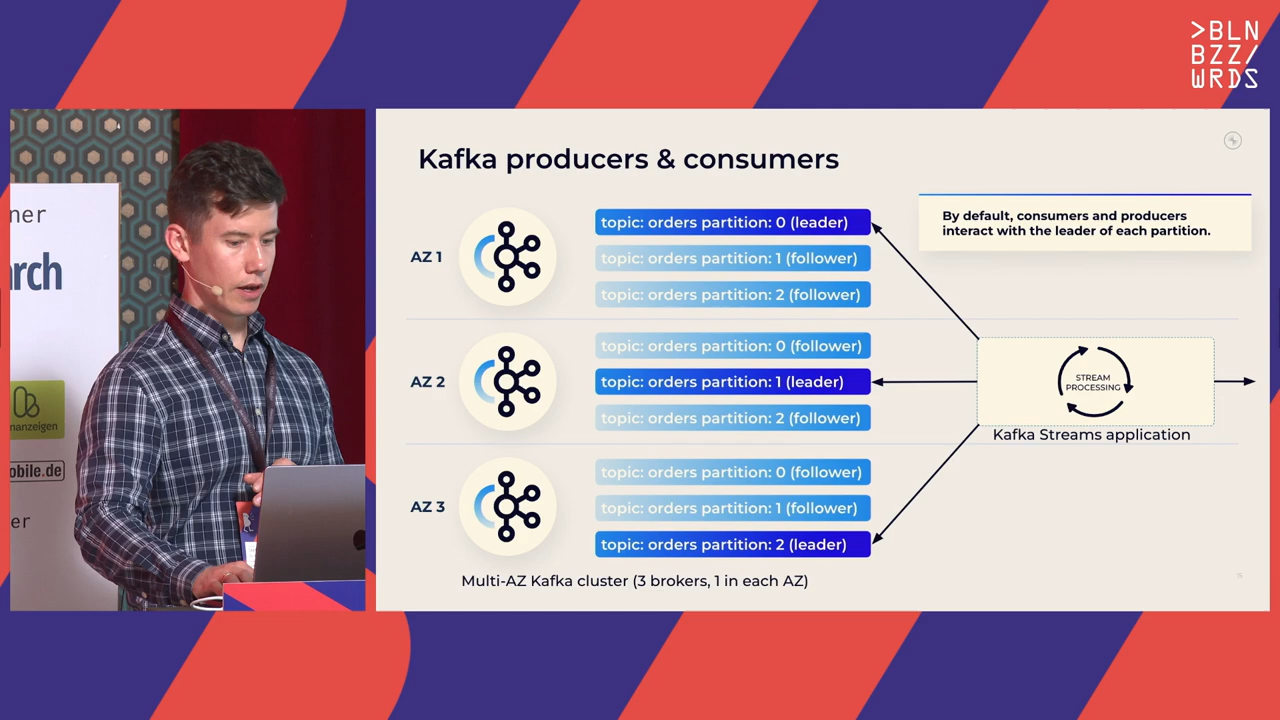 >BLN
BZZ/
WRDS
ner
arch
nanzeigen
obile.de
er
Kafka producers & consumers
By default, consumers and producers
interact with the leader of each partition.
AZ 1
topic: orders partition: 0 (leader)
topic: orders partition: 1 (follower)
topic: orders partition: 2 (follower)
AZ 2
topic: orders partition: 0 (follower)
topic: orders partition: 1 (leader)
topic: orders partition: 2 (follower)
AZ 3
topic: orders partition: 0 (follower)
topic: orders partition: 1 (follower)
topic: orders partition: 2 (leader)
STREAM
PROCESSING
Kafka Streams application
Multi-AZ Kafka cluster (3 brokers, 1 in each AZ)